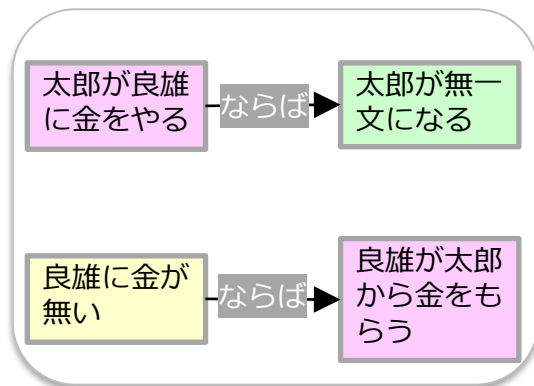 太郎が良雄
に金をやる
ならば
太郎が無一
文になる
良雄に金が
無い
ならば
良雄が太郎
から金をも
らう